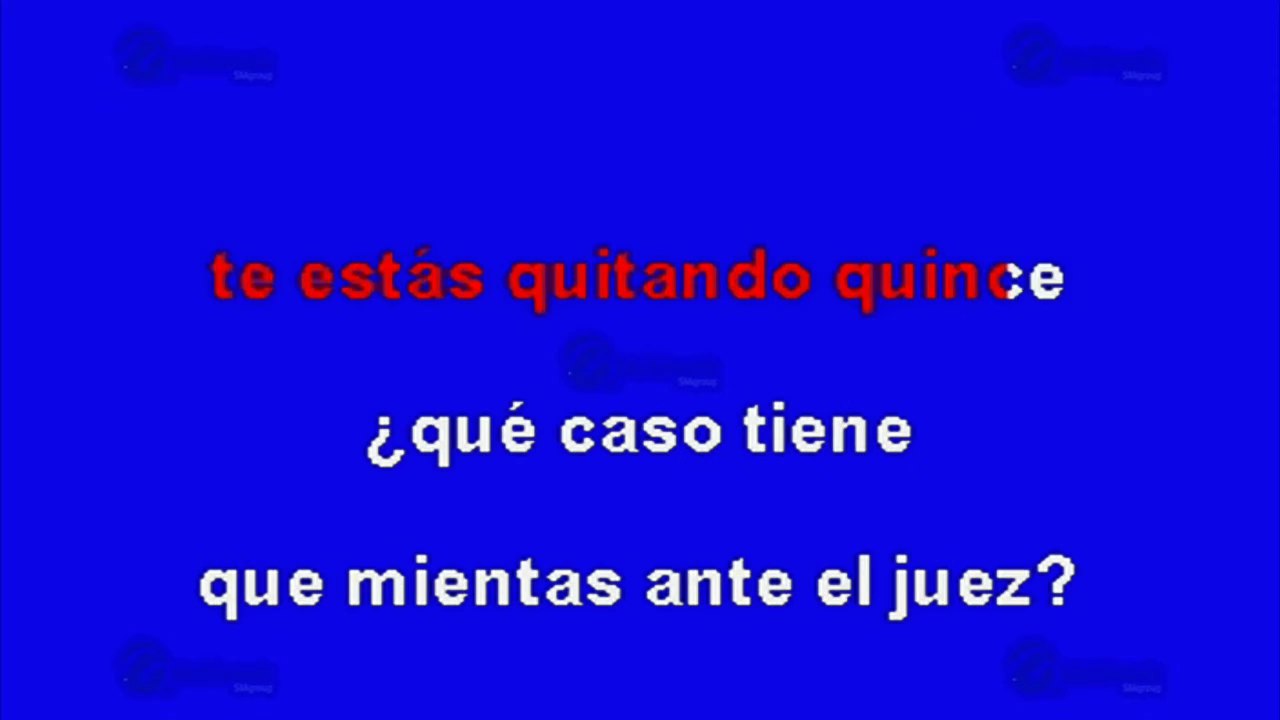 te estás quitando quince
¿qué caso tiene
que mientas ante el juez?